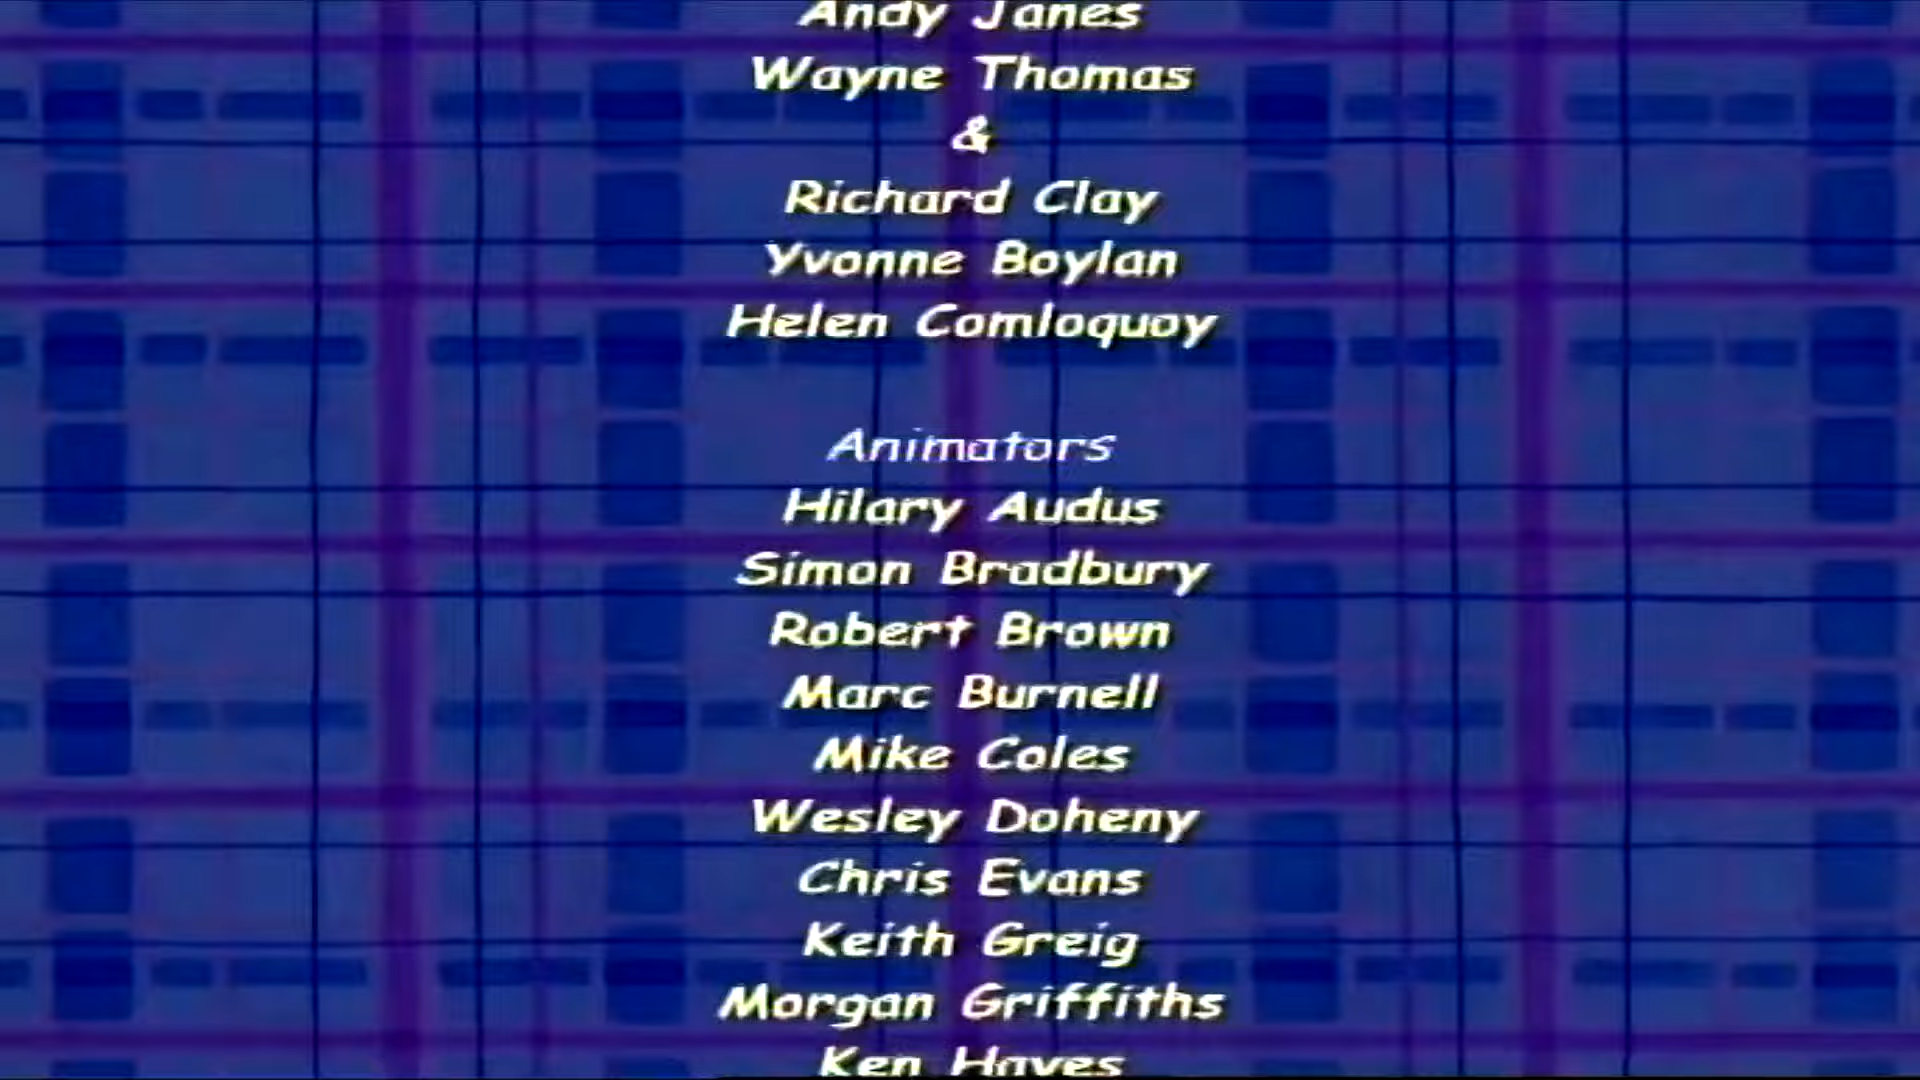 Andy Janes
Wayne Thomas
&
Richard Clay
Yvonne Boylan
Helen Comloquoy
Animators
Hilary Audus
Simon Bradbury
Robert Brown
Marc Burnell
Mike Coles
Wesley Doheny
Chris Evans
Keith Greig
Morgan Griffiths
Ken Hayes